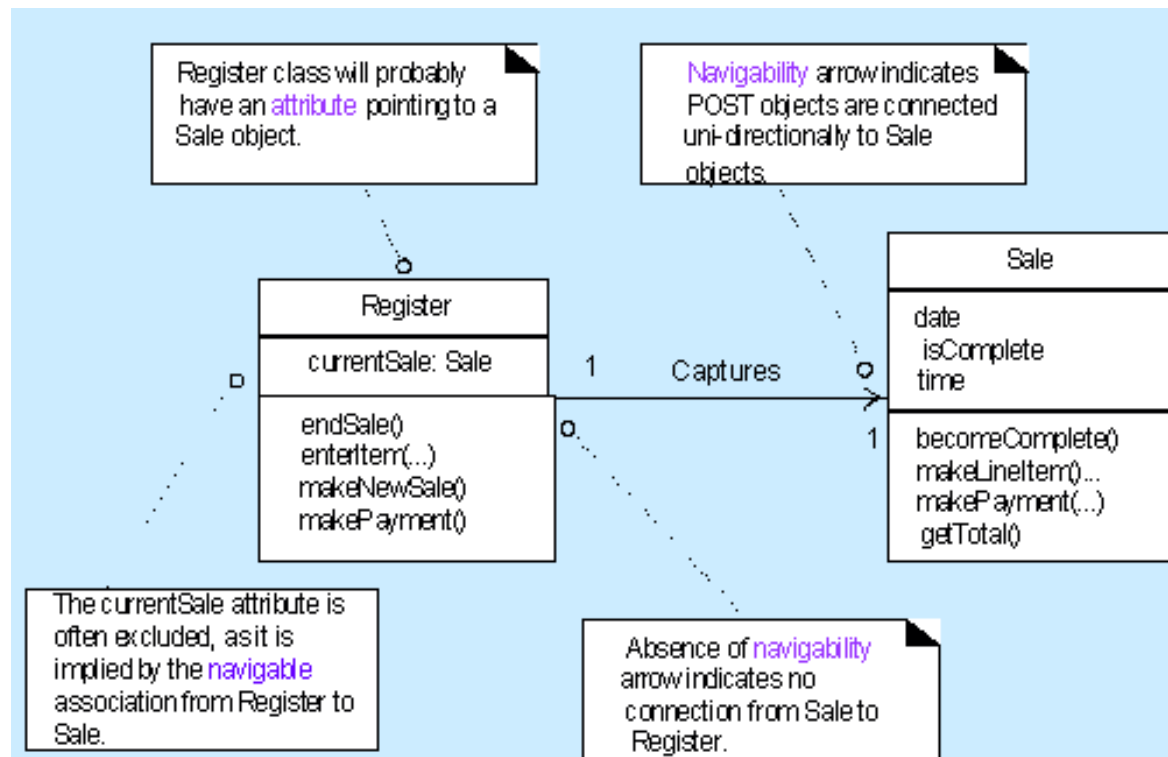 Register class will probably
have an attribute pointing to a
Sale object.
Navigability arrow indicates
POST objects are connected
uni-directionally to Sale
objects.
Register
currentSale: Sale
endSale()
enterItem(...)
makeNewSale()
makePayment()
1
Captures
1
Sale
date
isComplete
time
becomeComplete()
makeLineItem()...
makePayment(...)
getTotal()
The currentSale attribute is
often excluded, as it is
implied by the navigable
association from Register to
Sale.
Absence of navigability
arrow indicates no
connection from Sale to
Register.